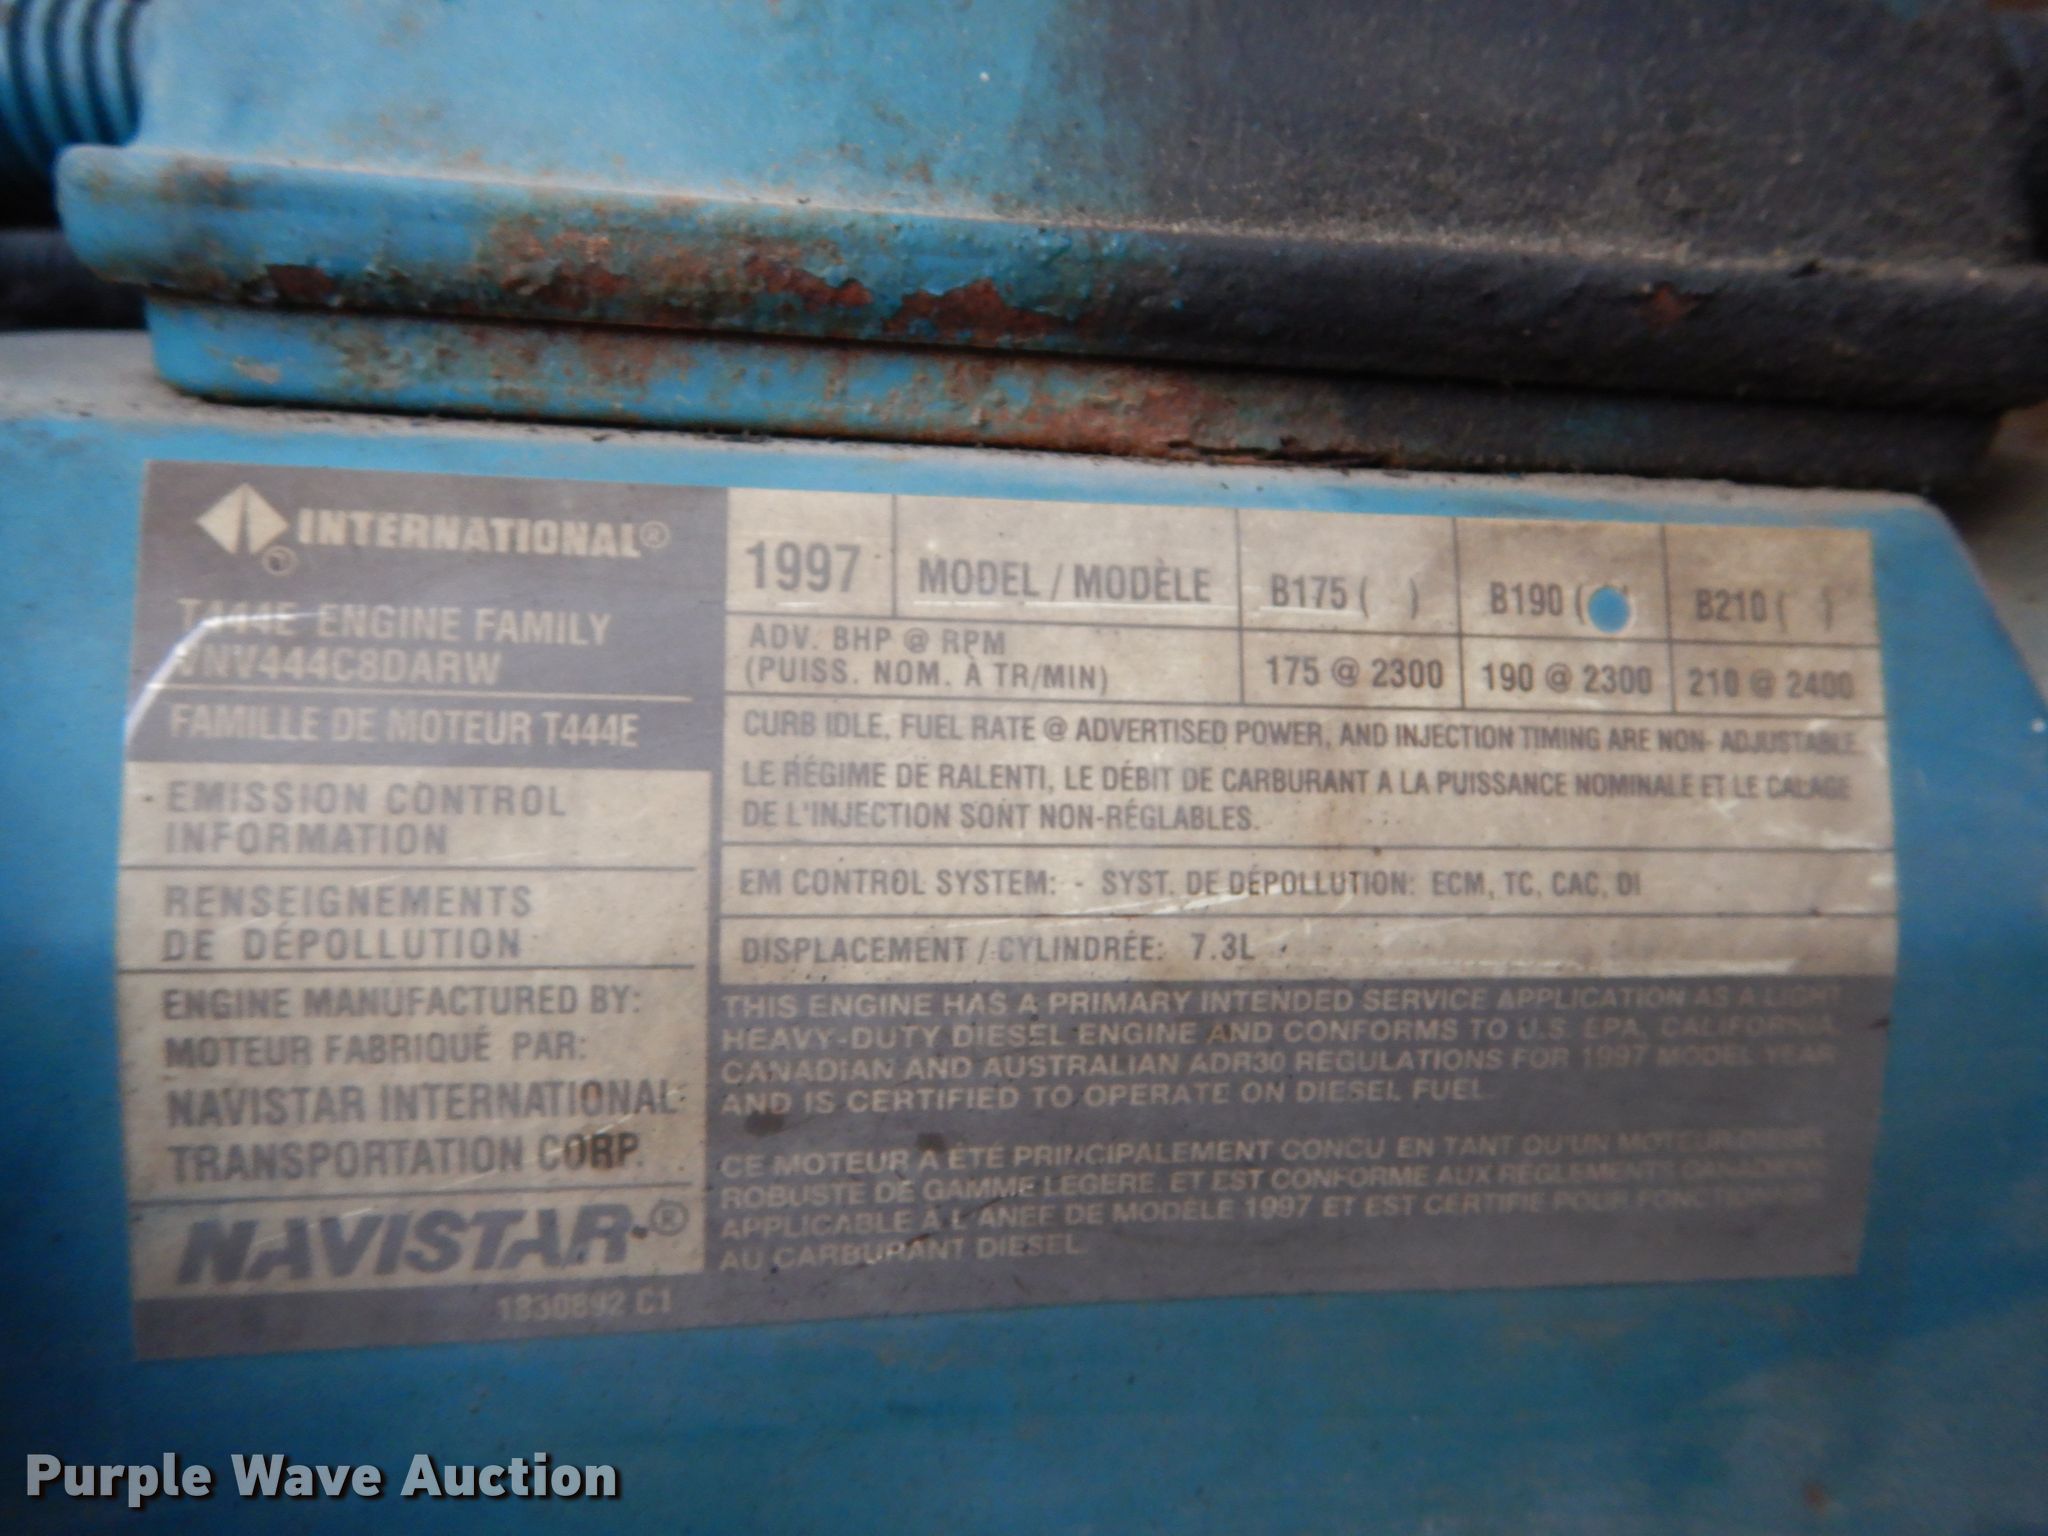 INTERNATIONAL®
T444E ENGINE FAMILY
VNV444C8DARW
FAMILLE DE MOTEUR T444E
EMISSION CONTROL
INFORMATION
RENSEIGNEMENTS
DE DÉPOLLUTION
ENGINE MANUFACTURED BY:
MOTEUR FABRIQUÉ PAR:
NAVISTAR INTERNATIONAL
TRANSPORTATION CORP.
NAVISTAR®
1830892 C1
1997 MODEL / MODÈLE B175 ( ) B190 ( ) B210 ( )
ADV. BHP @ RPM
(PUISS. NOM. À TR/MIN) 175 @ 2300 190 @ 2300 210 @ 2400
CURB IDLE, FUEL RATE @ ADVERTISED POWER, AND INJECTION TIMING ARE NON- ADJUSTABLE.
LE RÉGIME DE RALENTI, LE DÉBIT DE CARBURANT A LA PUISSANCE NOMINALE ET LE CALAGE
DE L'INJECTION SONT NON-RÉGLABLES.
EM CONTROL SYSTEM: - SYST. DE DÉPOLLUTION: ECM, TC, CAC, DI
DISPLACEMENT / CYLINDRÉE: 7.3L
THIS ENGINE HAS A PRIMARY INTENDED SERVICE APPLICATION AS A LIGHT
HEAVY-DUTY DIESEL ENGINE AND CONFORMS TO U.S. EPA, CALIFORNIA,
CANADIAN AND AUSTRALIAN ADR30 REGULATIONS FOR 1997 MODEL YEAR
AND IS CERTIFIED TO OPERATE ON DIESEL FUEL.
CE MOTEUR A ÉTÉ PRINCIPALEMENT CONCU EN TANT QU'UN MOTEUR DIESEL
ROBUSTE DE GAMME LEGERE, ET EST CONFORME AUX RÉGLEMENTS CANADIENS
APPLICABLE À L'ANEE DE MODÈLE 1997 ET EST CERTIFIE POUR FONCTIONNER
AU CARBURANT DIESEL.
Purple Wave Auction